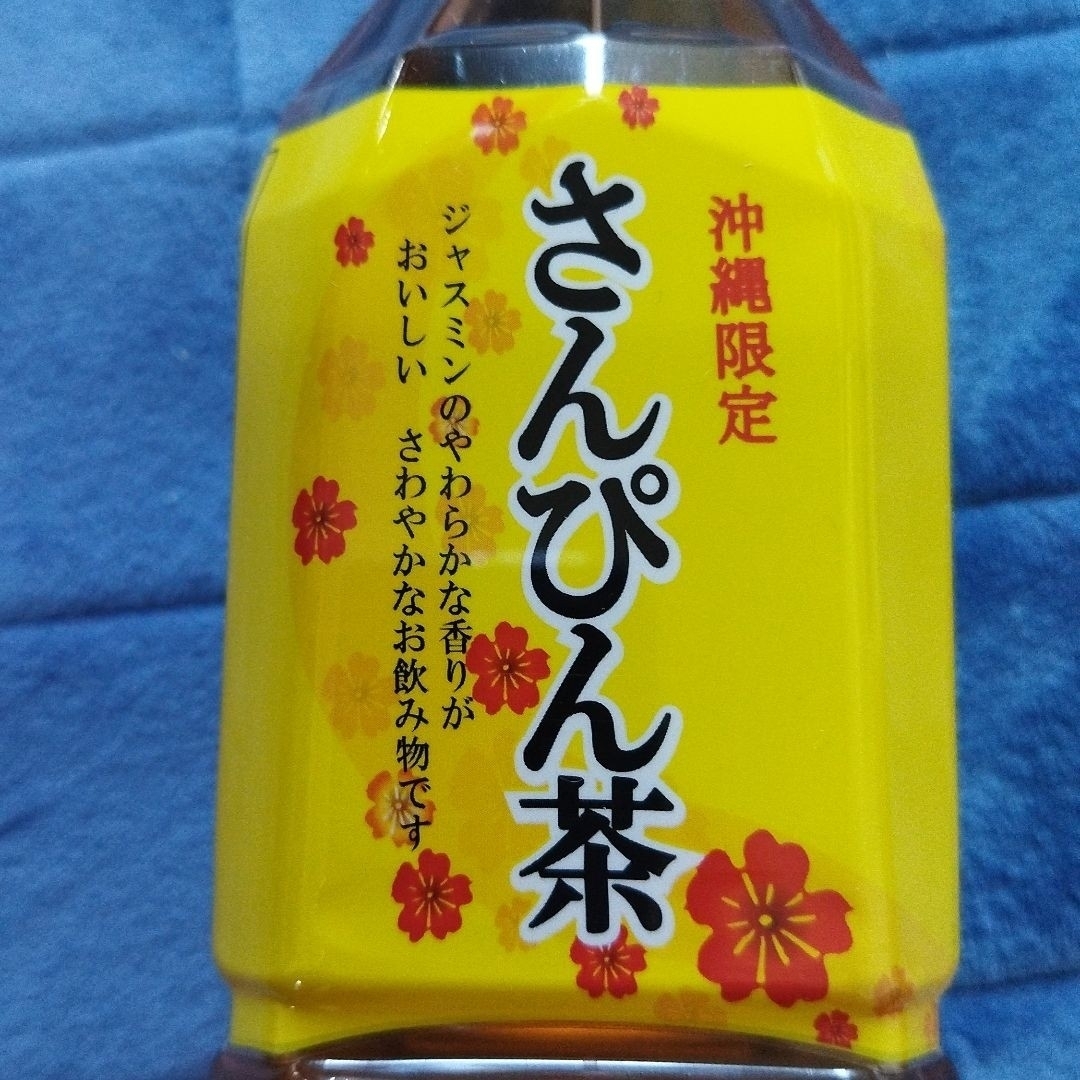 沖縄限定
さんぴん茶
ジャスミンのやわらかな香りが
おいしい さわやかなお飲み物です